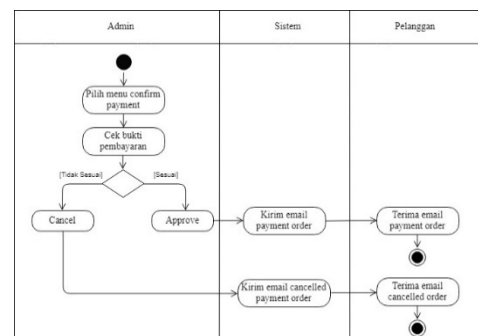 Admin
Sistem
Pelanggan
Pilih menu confirm
payment
Cek bukti
pembayaran
[Tidak Sesuai]
[Sesuai]
Cancel
Approve
Kirim email
payment order
Terima email
payment order
Kirim email cancelled
payment order
Terima email
cancelled order